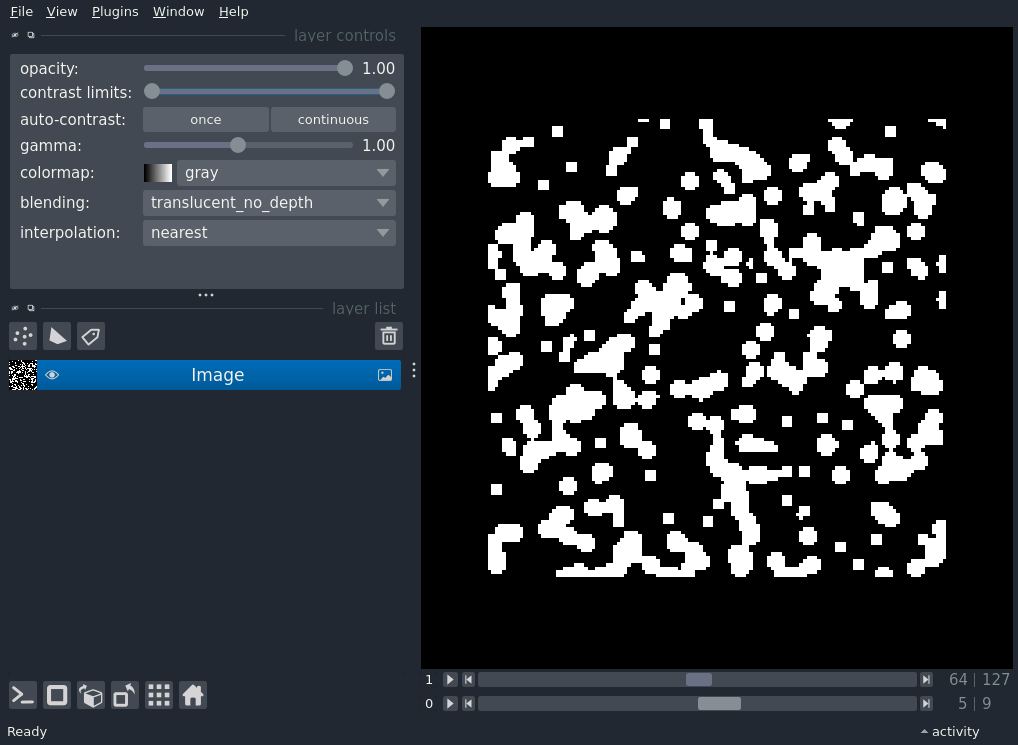 File View Plugins Window Help
layer controls
opacity: 1.00
contrast limits:
auto-contrast: once continuous
gamma: 1.00
colormap: gray
blending: translucent_no_depth
interpolation: nearest
layer list
Image
1 64 | 127
0 5 | 9
Ready activity